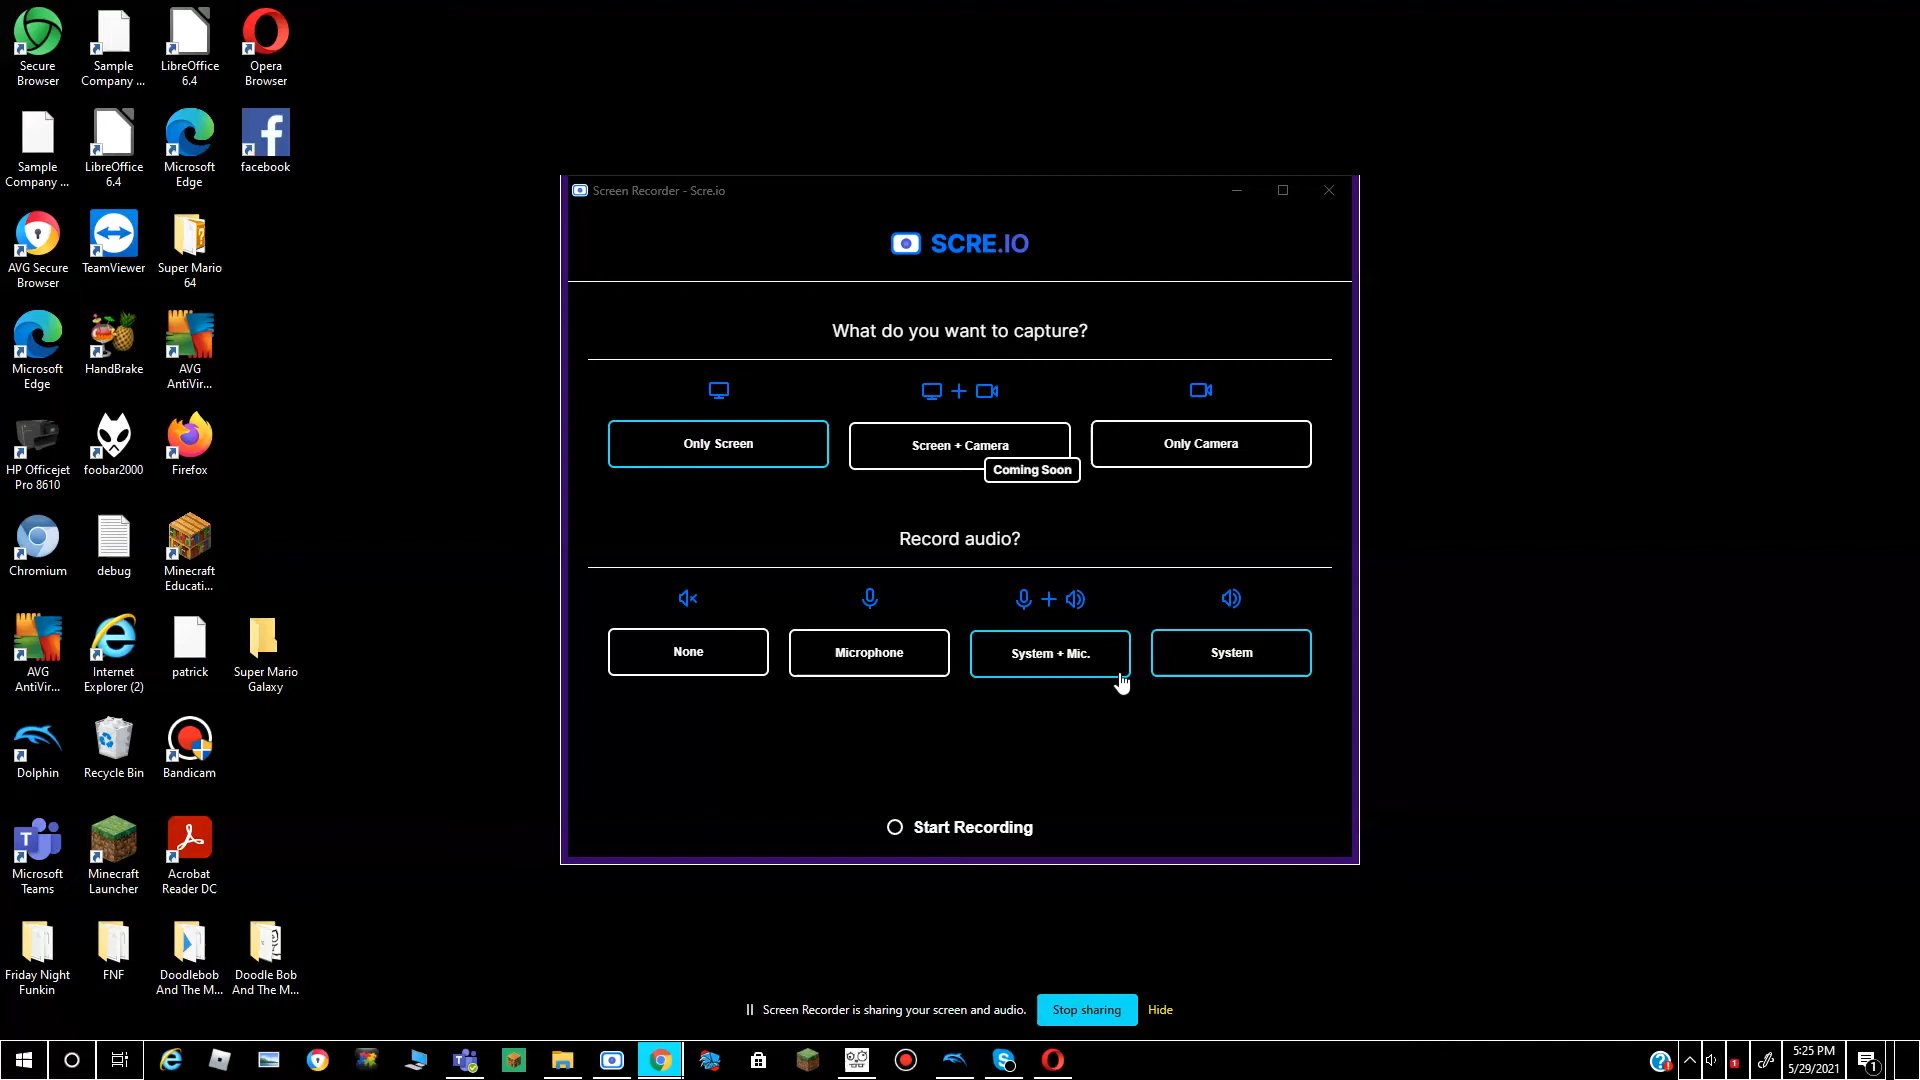 Secure
Browser
Sample
Company ...
LibreOffice
6.4
Opera
Browser
Sample
Company ...
LibreOffice
6.4
Microsoft
Edge
facebook
AVG Secure
Browser
TeamViewer
Super Mario
64
Microsoft
Edge
HandBrake
AVG
AntiVir...
HP Officejet
Pro 8610
foobar2000
Firefox
Chromium
debug
Minecraft
Educati...
AVG
AntiVir...
Internet
Explorer (2)
patrick
Super Mario
Galaxy
Dolphin
Recycle Bin
Bandicam
Microsoft
Teams
Minecraft
Launcher
Acrobat
Reader DC
Friday Night
Funkin
FNF
Doodlebob
And The M...
Doodle Bob
And The M...
Screen Recorder - Scre.io
SCRE.IO
What do you want to capture?
Only Screen
Screen + Camera
Coming Soon
Only Camera
Record audio?
None
Microphone
System + Mic.
System
Start Recording
Screen Recorder is sharing your screen and audio.
Stop sharing
Hide
5:25 PM
5/29/2021
1
1